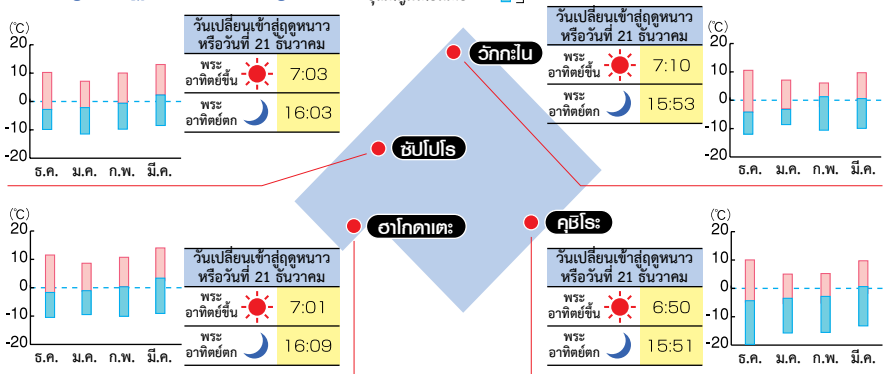 (℃)
20
10
0
-10
-20
ธ.ค. ม.ค. ก.พ. มี.ค.
วันเปลี่ยนเข้าสู่ฤดูหนาว
หรือวันที่ 21 ธันวาคม
พระ
อาทิตย์ขึ้น 7:03
พระ
อาทิตย์ตก 16:03
วักกะไน
ซัปโปโร
วันเปลี่ยนเข้าสู่ฤดูหนาว
หรือวันที่ 21 ธันวาคม
พระ
อาทิตย์ขึ้น 7:10
พระ
อาทิตย์ตก 15:53
(℃)
20
10
0
-10
-20
ธ.ค. ม.ค. ก.พ. มี.ค.
(℃)
20
10
0
-10
-20
ธ.ค. ม.ค. ก.พ. มี.ค.
วันเปลี่ยนเข้าสู่ฤดูหนาว
หรือวันที่ 21 ธันวาคม
พระ
อาทิตย์ขึ้น 7:01
พระ
อาทิตย์ตก 16:09
ฮาโกดาเตะ
คุชิโระ
วันเปลี่ยนเข้าสู่ฤดูหนาว
หรือวันที่ 21 ธันวาคม
พระ
อาทิตย์ขึ้น 6:50
พระ
อาทิตย์ตก 15:51
(℃)
20
10
0
-10
-20
ธ.ค. ม.ค. ก.พ. มี.ค.